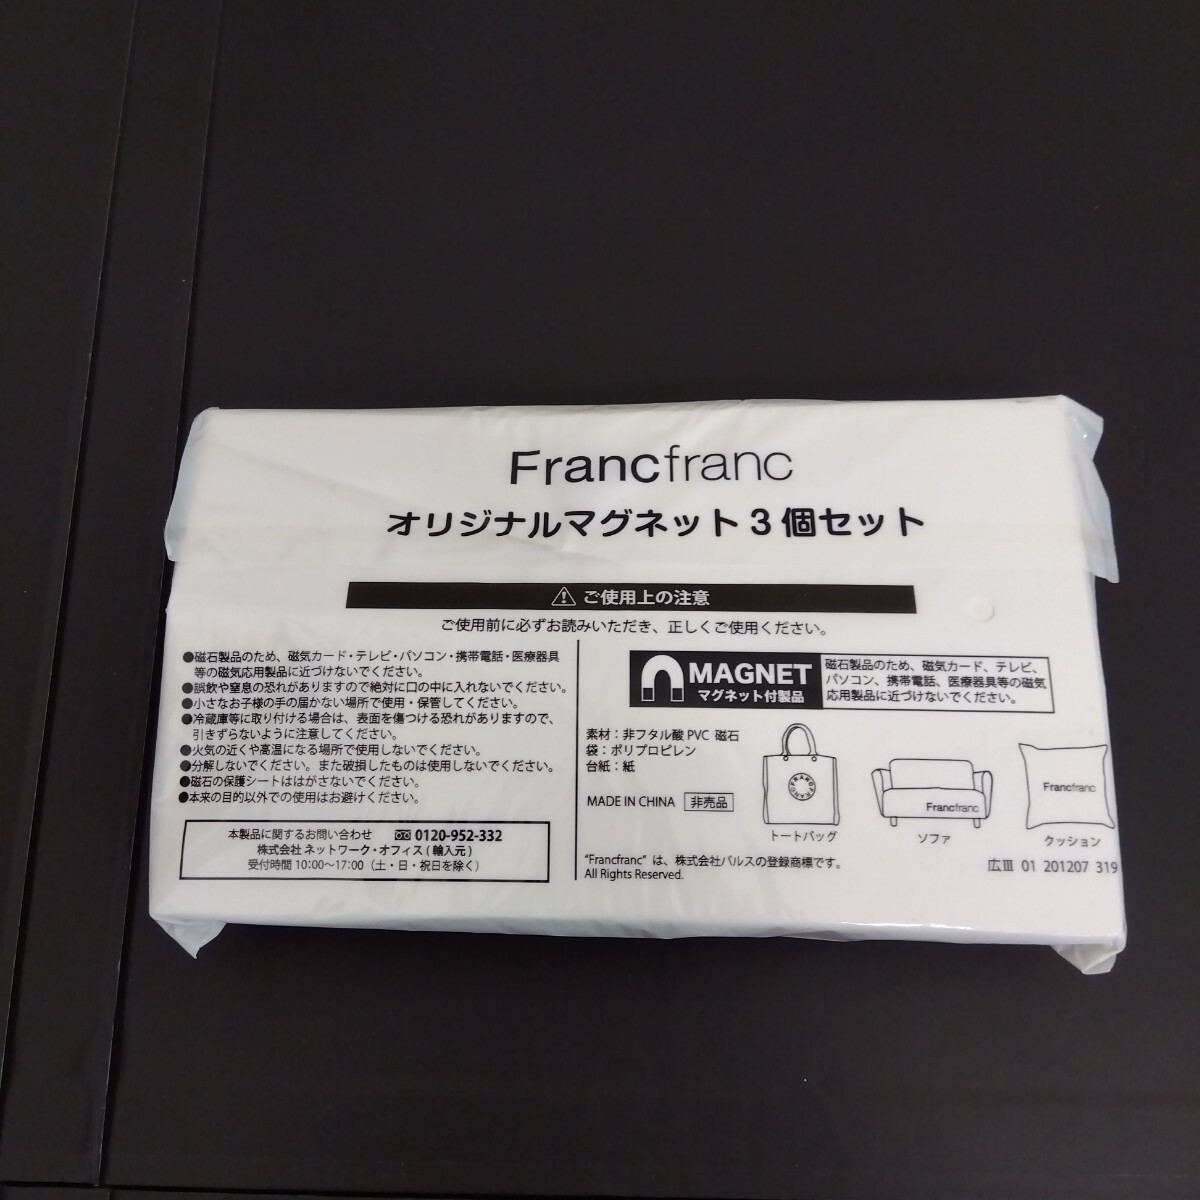 Francfranc
オリジナルマグネット3個セット
⚠ ご使用上の注意
ご使用前に必ずお読みいただき、正しくご使用ください。
●磁石製品のため、磁気カード・テレビ・パソコン・携帯電話・医療器具
等の磁気応用製品に近づけないでください。
●誤飲や窒息の恐れがありますので絶対に口の中に入れないでください。
●小さなお子様の手の届かない場所で使用・保管してください。
●冷蔵庫等に取り付ける場合は、表面を傷つける恐れがありますので、
引きずらないように注意してください。
●火気の近くや高温になる場所で使用しないでください。
●分解しないでください。また破損したものは使用しないでください。
●磁石の保護シートははがさないでください。
●本来の目的以外での使用はお避けください。
本製品に関するお問い合わせ 0120-952-332
株式会社 ネットワーク・オフィス(輸入元)
受付時間 10:00〜17:00(土・日・祝日を除く)
MAGNET
マグネット付製品
磁石製品のため、磁気カード、テレビ、
パソコン、携帯電話、医療器具等の磁気
応用製品に近づけないでください。
素材:非フタル酸PVC 磁石
袋:ポリプロピレン
台紙:紙
MADE IN CHINA 非売品
FRANCFRANC
トートバッグ
Francfranc
ソファ
Francfranc
クッション
"Francfranc" は、株式会社バルスの登録商標です。
All Rights Reserved.
広Ⅲ 01 201207 319